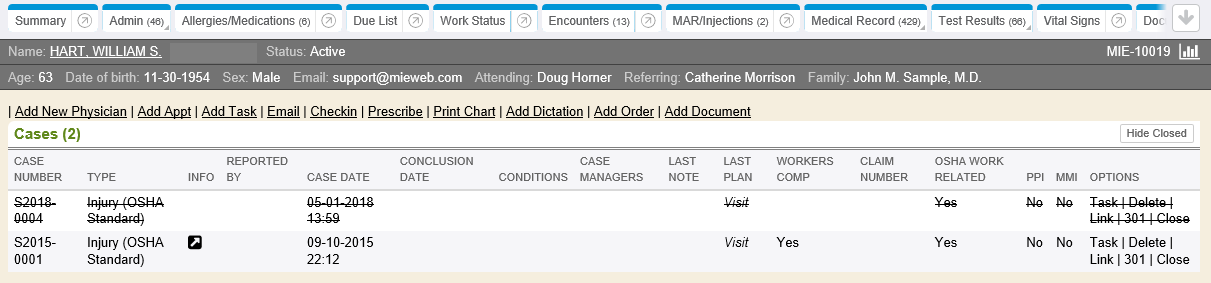 Summary Admin (46) Allergies/Medications (6) Due List Work Status Encounters (13) MAR/Injections (2) Medical Record (429) Test Results (66) Vital Signs Doc
Name: HART, WILLIAM S. Status: Active MIE-10019
Age: 63 Date of birth: 11-30-1954 Sex: Male Email: support@mieweb.com Attending: Doug Horner Referring: Catherine Morrison Family: John M. Sample, M.D.
| Add New Physician | Add Appt | Add Task | Email | Checkin | Prescribe | Print Chart | Add Dictation | Add Order | Add Document
Cases (2) Hide Closed
CASE REPORTED CONCLUSION CASE LAST LAST WORKERS CLAIM OSHA WORK
NUMBER TYPE INFO BY CASE DATE DATE CONDITIONS MANAGERS NOTE PLAN COMP NUMBER RELATED PPI MMI OPTIONS
S2018- Injury (OSHA 05-01-2018 Visit Yes No No Task | Delete |
0004 Standard) 13:59 Link | 301 | Close
S2015- Injury (OSHA 09-10-2015 Visit Yes Yes No No Task | Delete |
0001 Standard) 22:12 Link | 301 | Close